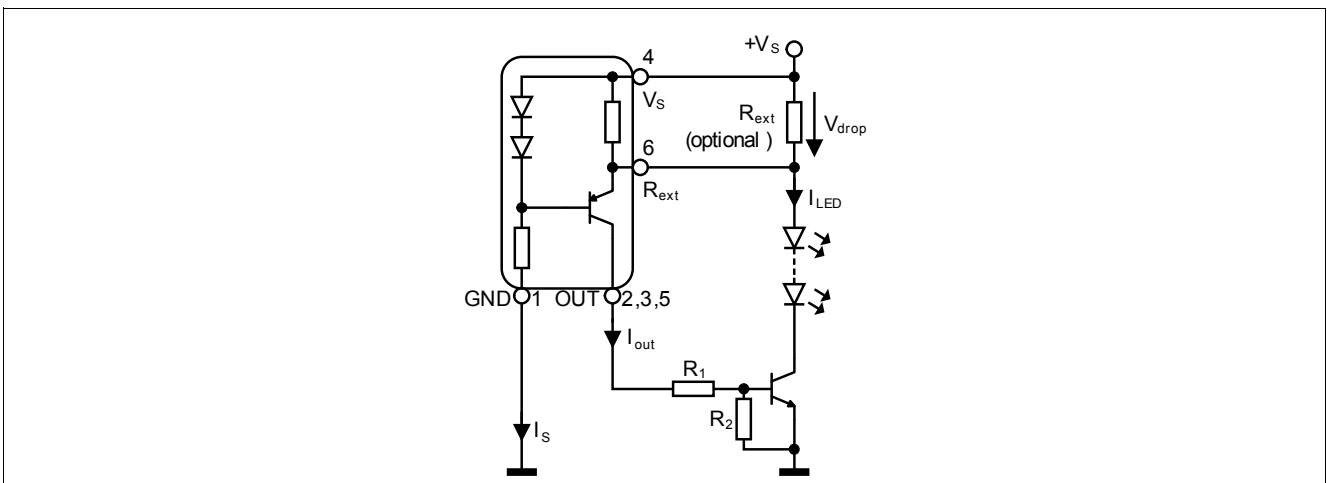 +VS
4
VS
Rext
(optional )
Vdrop
6
Rext
ILED
GND 1 OUT 2,3,5
Iout
R1
R2
IS